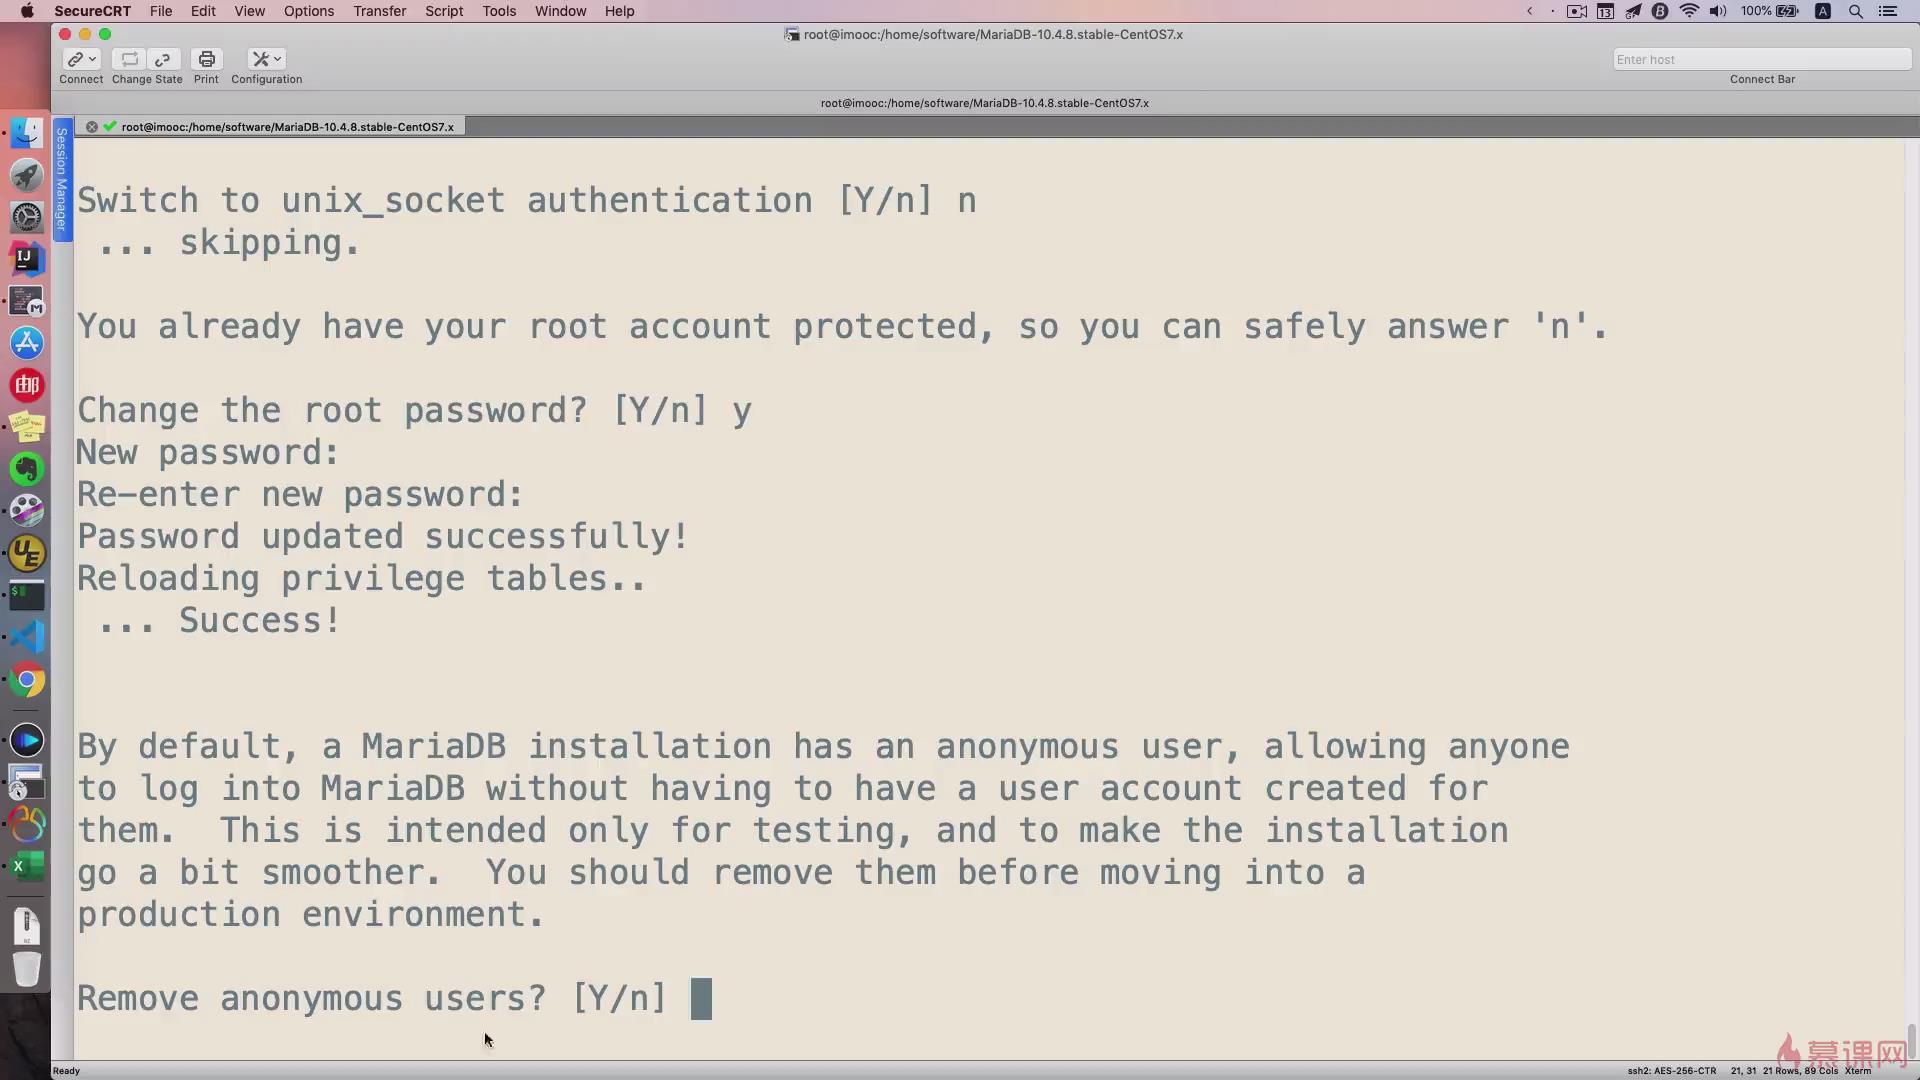 SecureCRT File Edit View Options Transfer Script Tools Window Help
13 100% A
root@imooc:/home/software/MariaDB-10.4.8.stable-CentOS7.x
Enter host
Connect Change State Print Configuration Connect Bar
root@imooc:/home/software/MariaDB-10.4.8.stable-CentOS7.x
root@imooc:/home/software/MariaDB-10.4.8.stable-CentOS7.x
Session Manager
Switch to unix_socket authentication [Y/n] n
... skipping.
You already have your root account protected, so you can safely answer 'n'.
Change the root password? [Y/n] y
New password:
Re-enter new password:
Password updated successfully!
Reloading privilege tables..
... Success!
By default, a MariaDB installation has an anonymous user, allowing anyone
to log into MariaDB without having to have a user account created for
them.  This is intended only for testing, and to make the installation
go a bit smoother.  You should remove them before moving into a
production environment.
Remove anonymous users? [Y/n]
慕课网
Ready
ssh2: AES-256-CTR 21, 31 21 Rows, 89 Cols Xterm